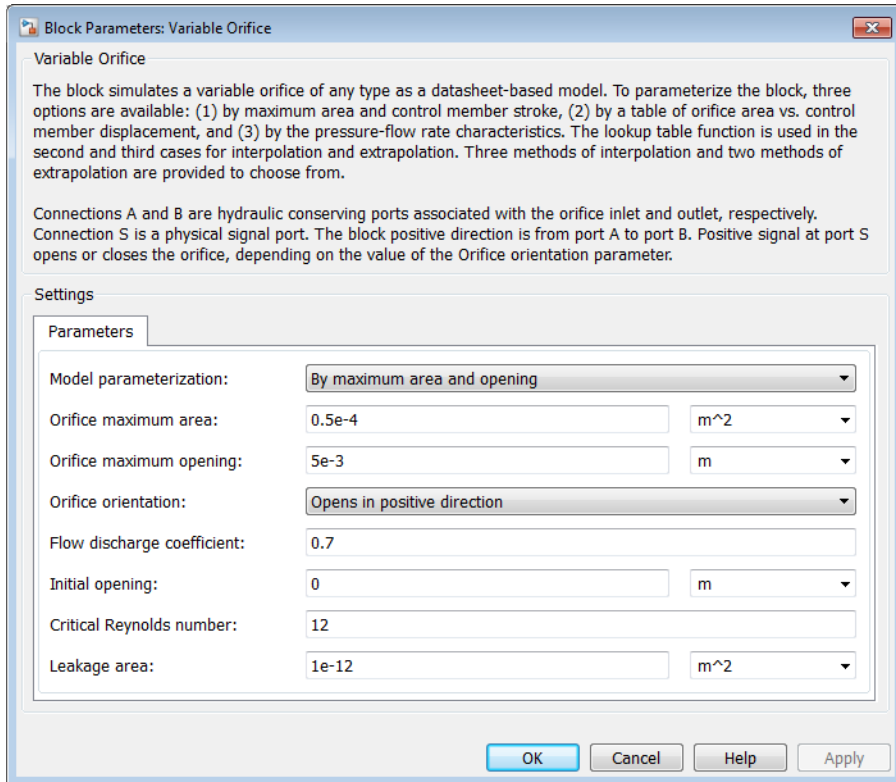 Block Parameters: Variable Orifice
Variable Orifice
The block simulates a variable orifice of any type as a datasheet-based model. To parameterize the block, three
options are available: (1) by maximum area and control member stroke, (2) by a table of orifice area vs. control
member displacement, and (3) by the pressure-flow rate characteristics. The lookup table function is used in the
second and third cases for interpolation and extrapolation. Three methods of interpolation and two methods of
extrapolation are provided to choose from.
Connections A and B are hydraulic conserving ports associated with the orifice inlet and outlet, respectively.
Connection S is a physical signal port. The block positive direction is from port A to port B. Positive signal at port S
opens or closes the orifice, depending on the value of the Orifice orientation parameter.
Settings
Parameters
Model parameterization: By maximum area and opening
Orifice maximum area: 0.5e-4 m^2
Orifice maximum opening: 5e-3 m
Orifice orientation: Opens in positive direction
Flow discharge coefficient: 0.7
Initial opening: 0 m
Critical Reynolds number: 12
Leakage area: 1e-12 m^2
OK Cancel Help Apply